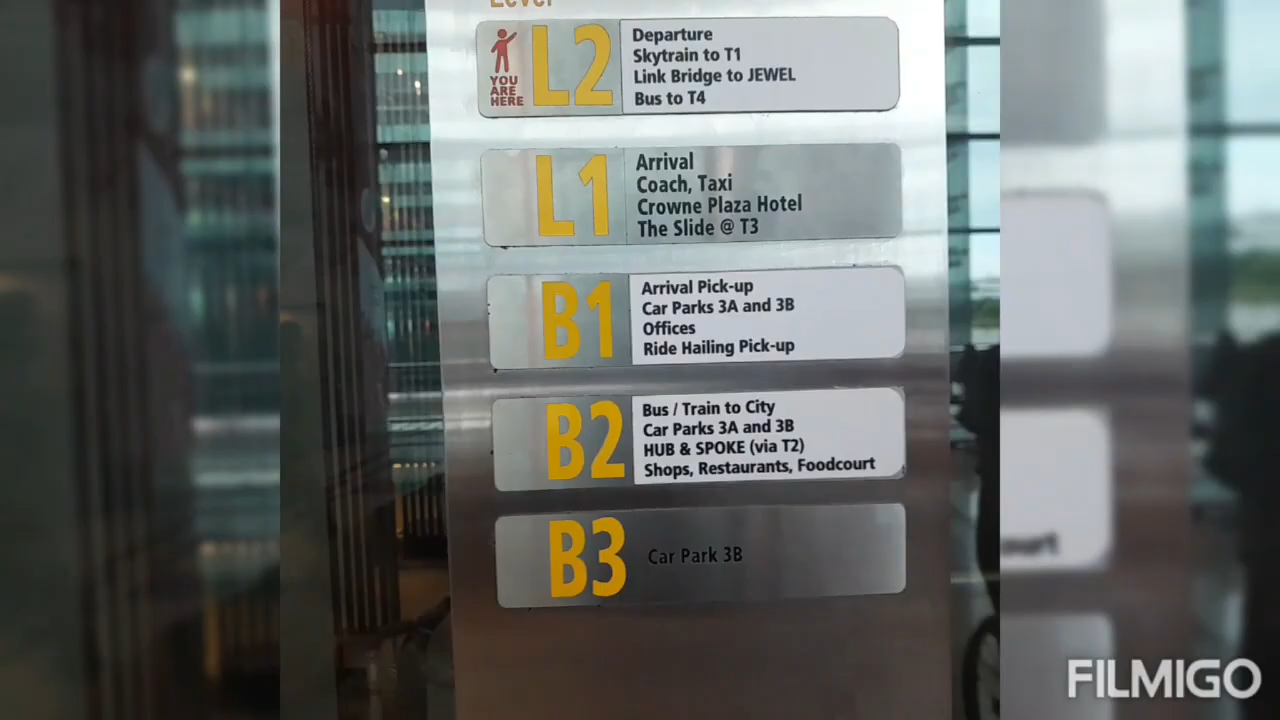 Level
YOU
ARE
HERE
L2
Departure
Skytrain to T1
Link Bridge to JEWEL
Bus to T4
L1
Arrival
Coach, Taxi
Crowne Plaza Hotel
The Slide @ T3
B1
Arrival Pick-up
Car Parks 3A and 3B
Offices
Ride Hailing Pick-up
B2
Bus / Train to City
Car Parks 3A and 3B
HUB & SPOKE (via T2)
Shops, Restaurants, Foodcourt
B3
Car Park 3B
FILMIGO